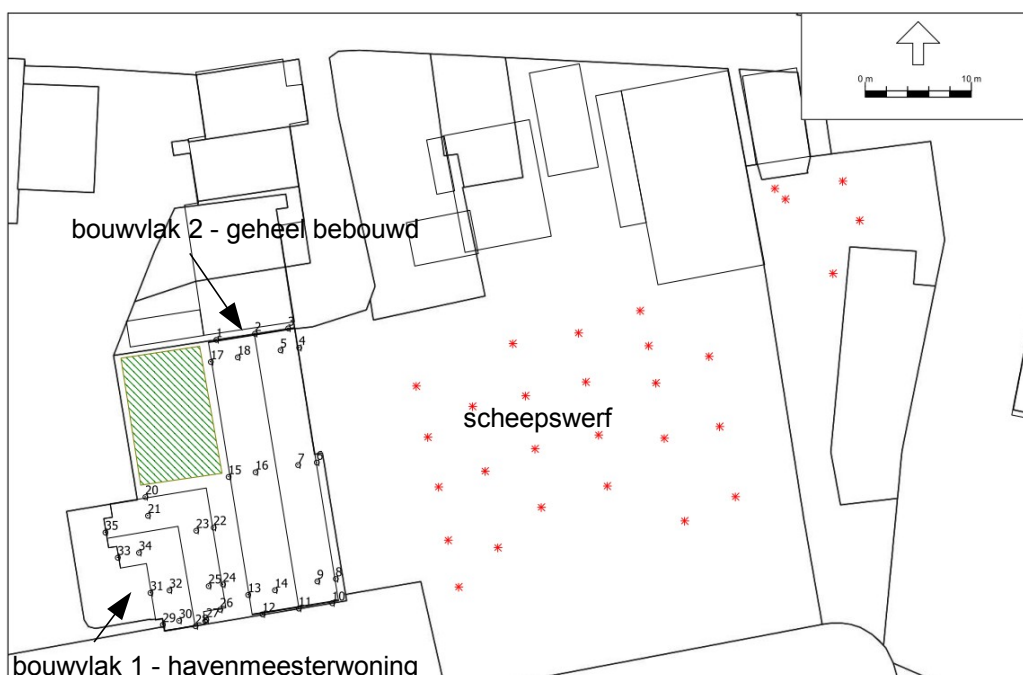 0 m 10 m
bouwvlak 2 - geheel bebouwd
1 2 3
17 18 5 4
scheepswerf
15 16 7 6
20
21
35 23 22
33 34
31 32 25 24 13 14 9 8
29 30 28 27 26 12 11 10
bouwvlak 1 - havenmeesterwoning